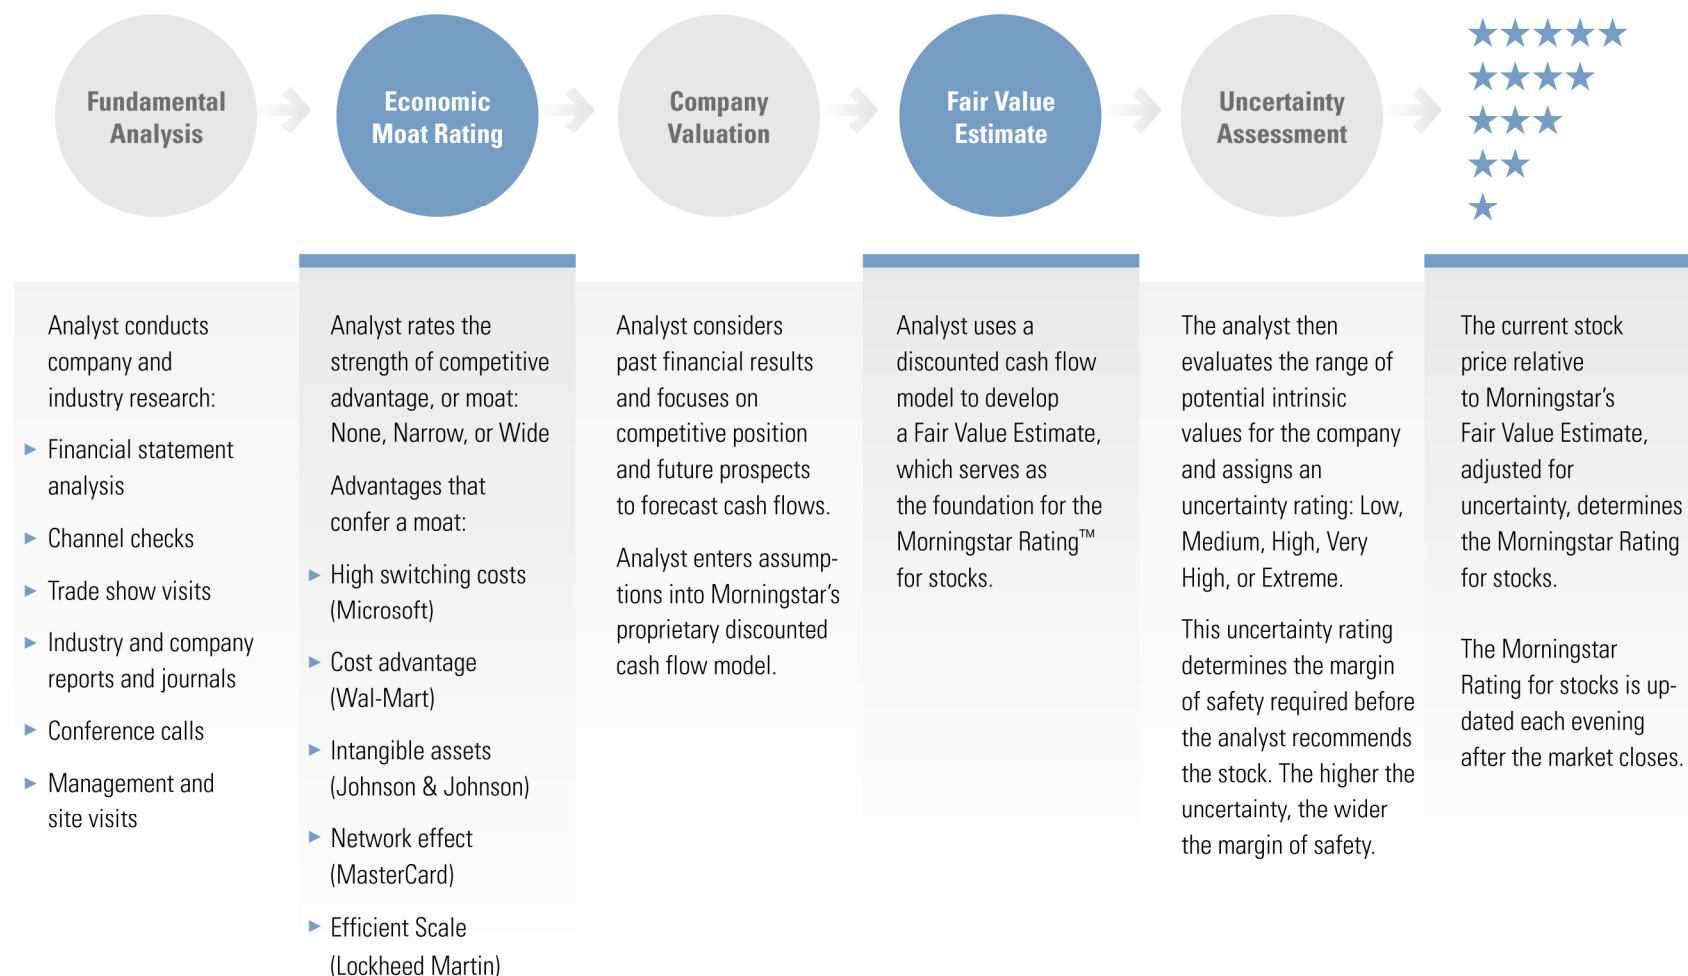 Fundamental
Analysis
Economic
Moat Rating
Company
Valuation
Fair Value
Estimate
Uncertainty
Assessment
Analyst conducts
company and
industry research:
Financial statement
analysis
Channel checks
Trade show visits
Industry and company
reports and journals
Conference calls
Management and
site visits
Analyst rates the
strength of competitive
advantage, or moat:
None, Narrow, or Wide
Advantages that
confer a moat:
High switching costs
(Microsoft)
Cost advantage
(Wal-Mart)
Intangible assets
(Johnson & Johnson)
Network effect
(MasterCard)
Efficient Scale
(Lockheed Martin)
Analyst considers
past financial results
and focuses on
competitive position
and future prospects
to forecast cash flows.
Analyst enters assump-
tions into Morningstar’s
proprietary discounted
cash flow model.
Analyst uses a
discounted cash flow
model to develop
a Fair Value Estimate,
which serves as
the foundation for the
Morningstar Rating™
for stocks.
The analyst then
evaluates the range of
potential intrinsic
values for the company
and assigns an
uncertainty rating: Low,
Medium, High, Very
High, or Extreme.
This uncertainty rating
determines the margin
of safety required before
the analyst recommends
the stock. The higher the
uncertainty, the wider
the margin of safety.
The current stock
price relative
to Morningstar’s
Fair Value Estimate,
adjusted for
uncertainty, determines
the Morningstar Rating
for stocks.
The Morningstar
Rating for stocks is up-
dated each evening
after the market closes.